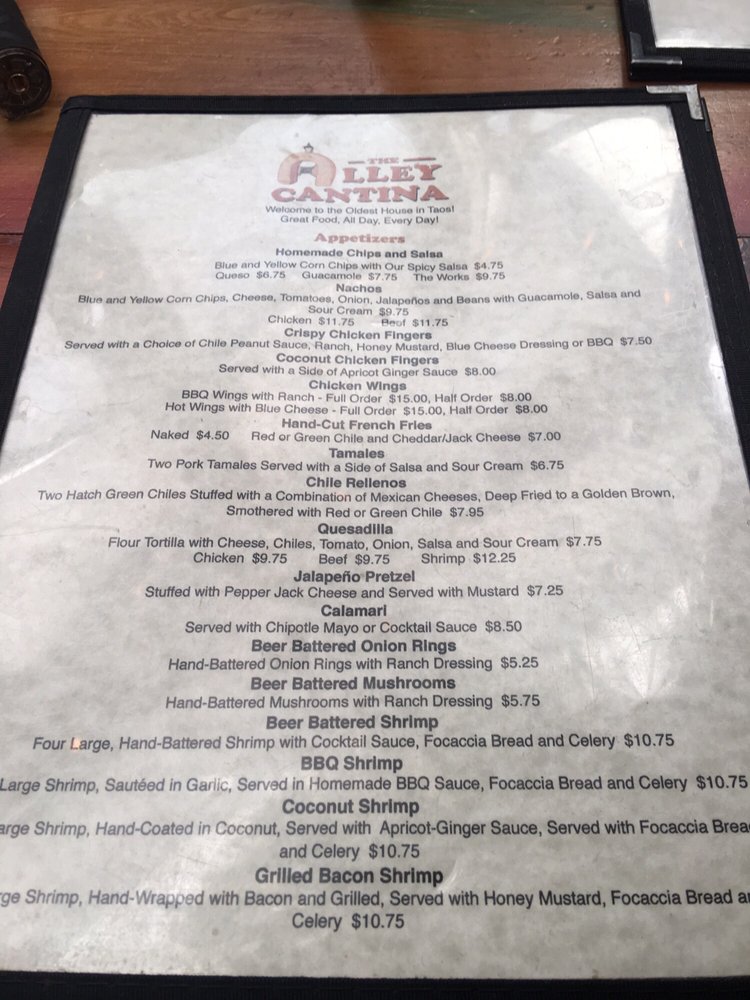 THE
ALLEY
CANTINA
Welcome to the Oldest House in Taos!
Great Food, All Day, Every Day!
Appetizers
Homemade Chips and Salsa
Blue and Yellow Corn Chips with Our Spicy Salsa $4.75
Queso $6.75 Guacamole $7.75 The Works $9.75
Nachos
Blue and Yellow Corn Chips, Cheese, Tomatoes, Onion, Jalapeños and Beans with Guacamole, Salsa and
Sour Cream $9.75
Chicken $11.75 Beef $11.75
Crispy Chicken Fingers
Served with a Choice of Chile Peanut Sauce, Ranch, Honey Mustard, Blue Cheese Dressing or BBQ $7.50
Coconut Chicken Fingers
Served with a Side of Apricot Ginger Sauce $8.00
Chicken Wings
BBQ Wings with Ranch - Full Order $15.00, Half Order $8.00
Hot Wings with Blue Cheese - Full Order $15.00, Half Order $8.00
Hand-Cut French Fries
Naked $4.50 Red or Green Chile and Cheddar/Jack Cheese $7.00
Tamales
Two Pork Tamales Served with a Side of Salsa and Sour Cream $6.75
Chile Rellenos
Two Hatch Green Chiles Stuffed with a Combination of Mexican Cheeses, Deep Fried to a Golden Brown,
Smothered with Red or Green Chile $7.95
Quesadilla
Flour Tortilla with Cheese, Chiles, Tomato, Onion, Salsa and Sour Cream $7.75
Chicken $9.75 Beef $9.75 Shrimp $12.25
Jalapeño Pretzel
Stuffed with Pepper Jack Cheese and Served with Mustard $7.25
Calamari
Served with Chipotle Mayo or Cocktail Sauce $8.50
Beer Battered Onion Rings
Hand-Battered Onion Rings with Ranch Dressing $5.25
Beer Battered Mushrooms
Hand-Battered Mushrooms with Ranch Dressing $5.75
Beer Battered Shrimp
Four Large, Hand-Battered Shrimp with Cocktail Sauce, Focaccia Bread and Celery $10.75
BBQ Shrimp
Large Shrimp, Sautéed in Garlic, Served in Homemade BBQ Sauce, Focaccia Bread and Celery $10.75
Coconut Shrimp
arge Shrimp, Hand-Coated in Coconut, Served with Apricot-Ginger Sauce, Served with Focaccia Brea
and Celery $10.75
Grilled Bacon Shrimp
ge Shrimp, Hand-Wrapped with Bacon and Grilled, Served with Honey Mustard, Focaccia Bread a
Celery $10.75